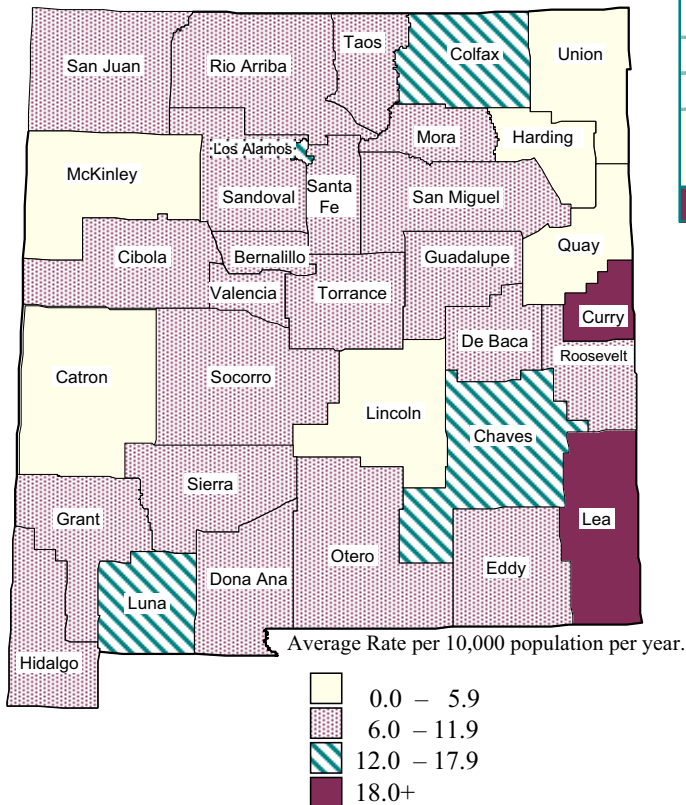 San Juan
Rio Arriba
Taos
Colfax
Union
Los Alamos
Mora
Harding
McKinley
Sandoval
Santa
Fe
San Miguel
Cibola
Bernalillo
Guadalupe
Quay
Valencia
Torrance
Curry
De Baca
Roosevelt
Catron
Socorro
Lincoln
Chaves
Sierra
Grant
Otero
Lea
Luna
Dona Ana
Eddy
Hidalgo
Average Rate per 10,000 population per year.
0.0 – 5.9
6.0 – 11.9
12.0 – 17.9
18.0+